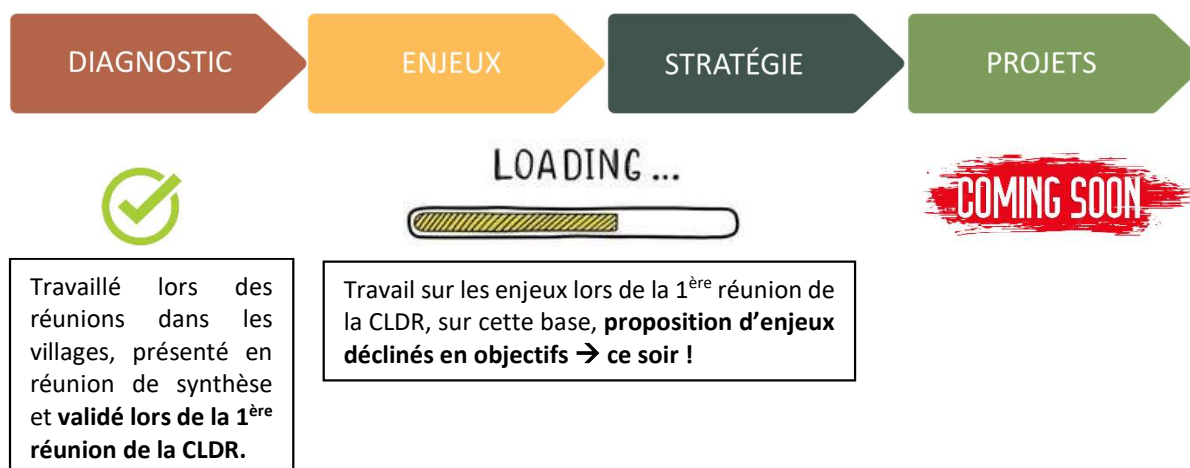 DIAGNOSTIC
ENJEUX
STRATÉGIE
PROJETS
LOADING ...
COMING SOON
Travaillé lors des
réunions dans les
villages, présenté en
réunion de synthèse
et validé lors de la 1ère
réunion de la CLDR.
Travail sur les enjeux lors de la 1ère réunion de
la CLDR, sur cette base, proposition d’enjeux
déclinés en objectifs → ce soir !